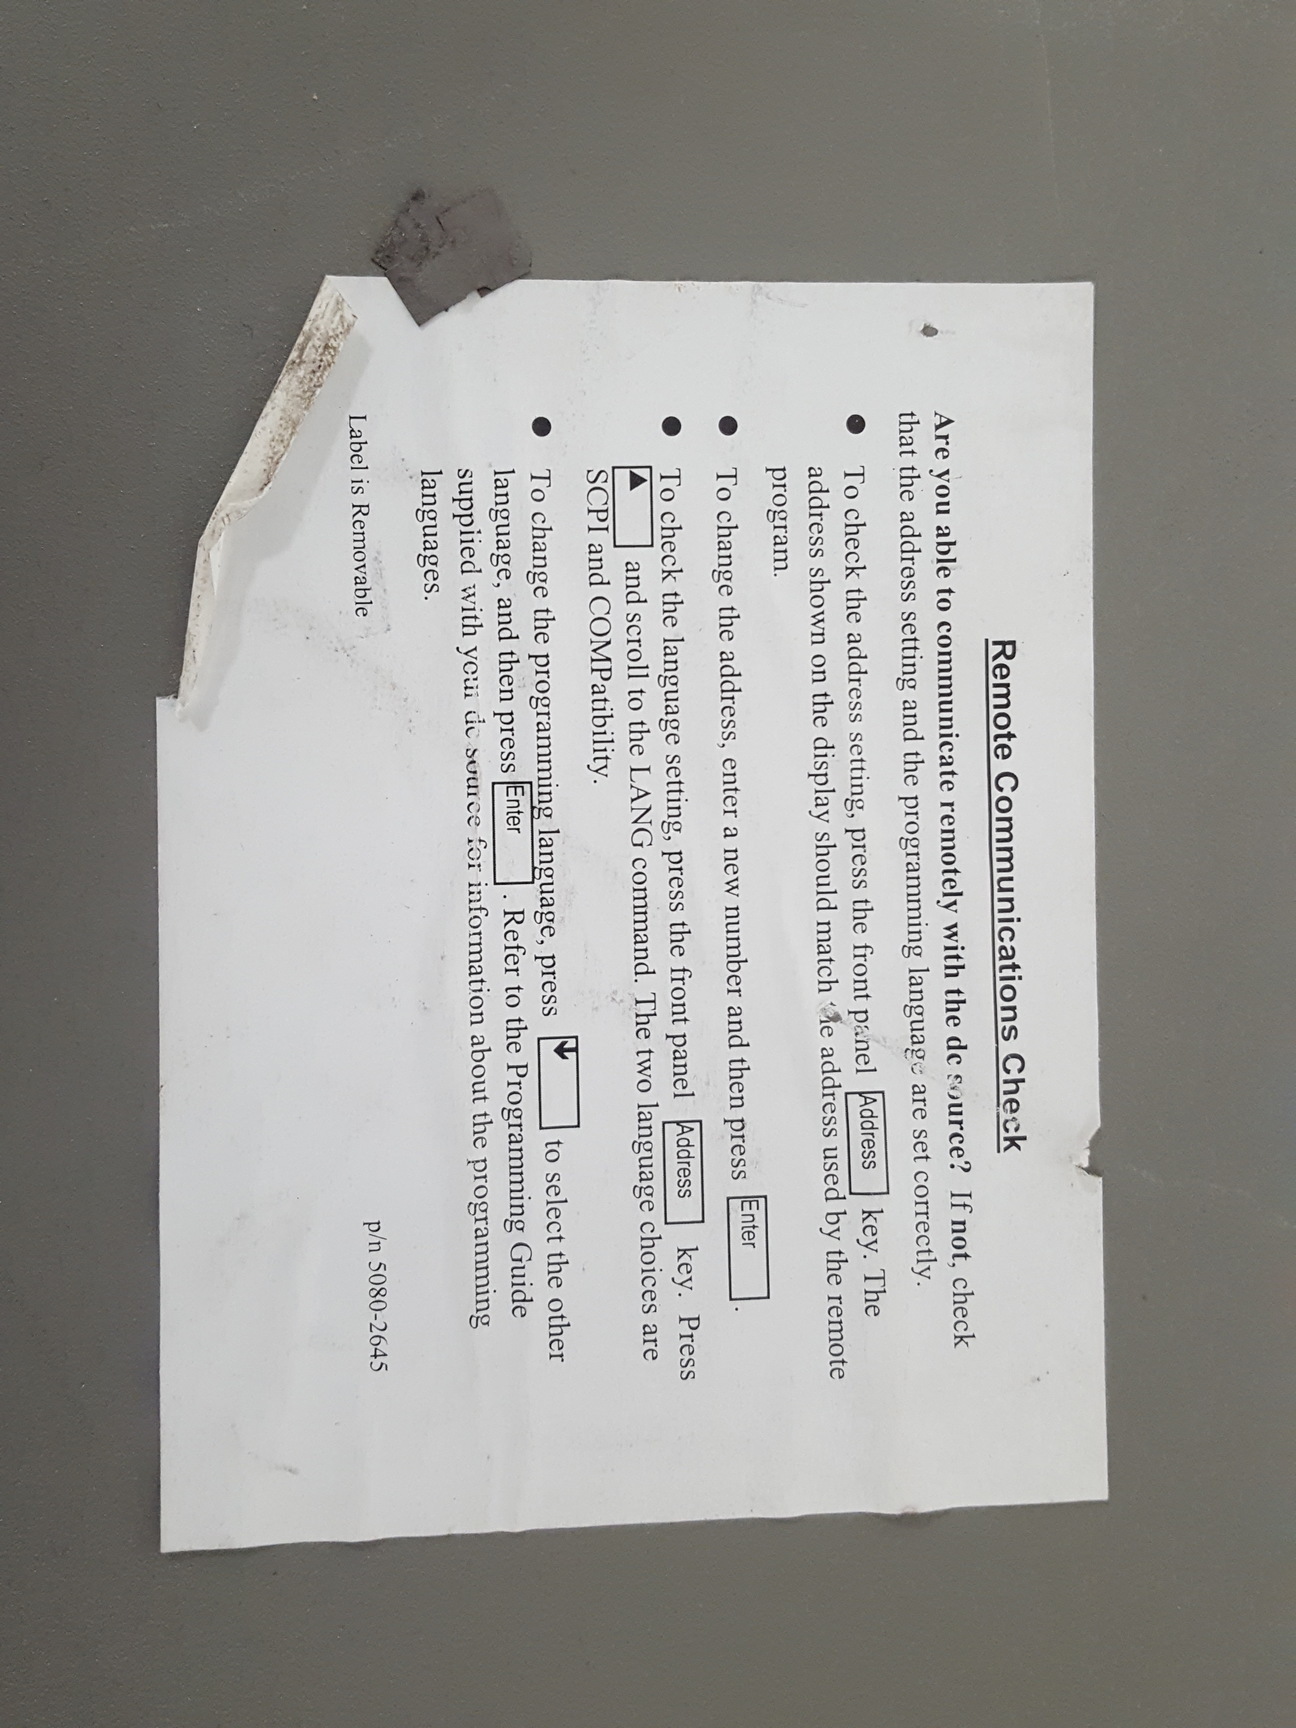 Remote Communications Check
Are you able to communicate remotely with the dc source? If not, check
that the address setting and the programming language are set correctly.
● To check the address setting, press the front panel Address key. The
address shown on the display should match the address used by the remote
program.
● To change the address, enter a new number and then press Enter .
● To check the language setting, press the front panel Address key. Press
and scroll to the LANG command. The two language choices are
SCPI and COMPatibility.
● To change the programming language, press to select the other
language, and then press Enter . Refer to the Programming Guide
supplied with your dc source for information about the programming
languages.
Label is Removable
p/n 5080-2645